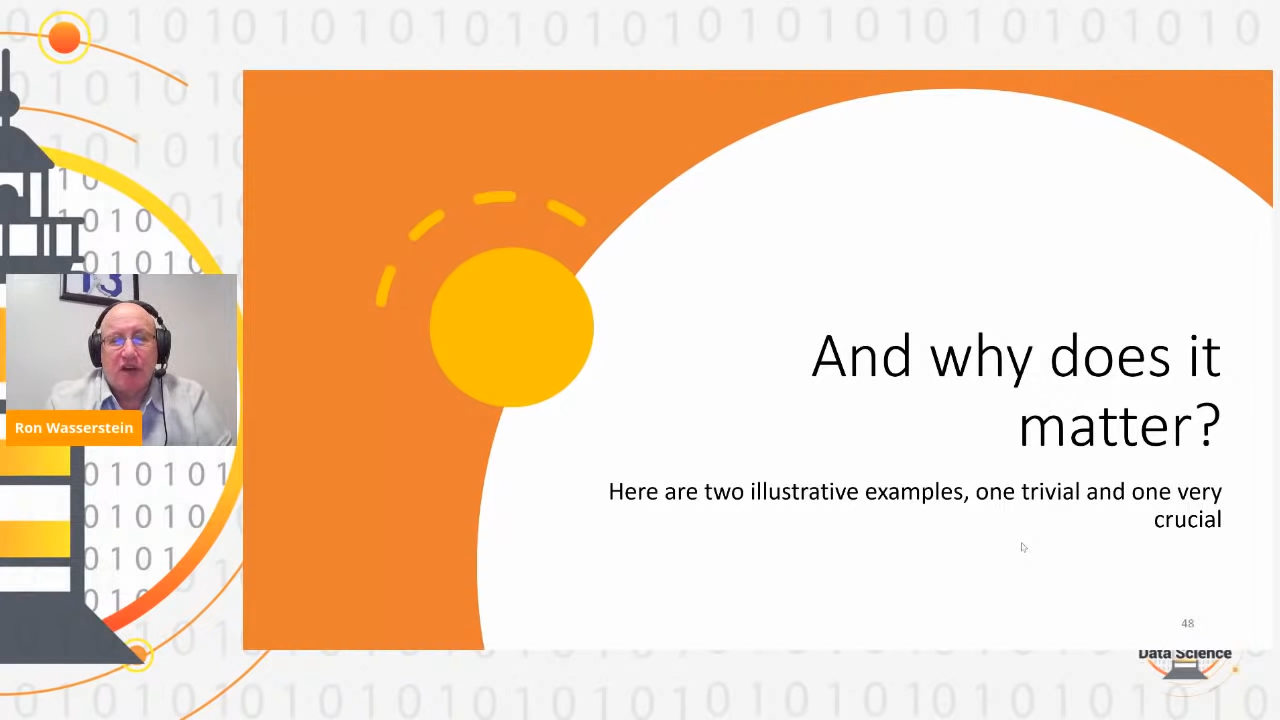 13
Ron Wasserstein
And why does it
matter?
Here are two illustrative examples, one trivial and one very
crucial
48
Data Science